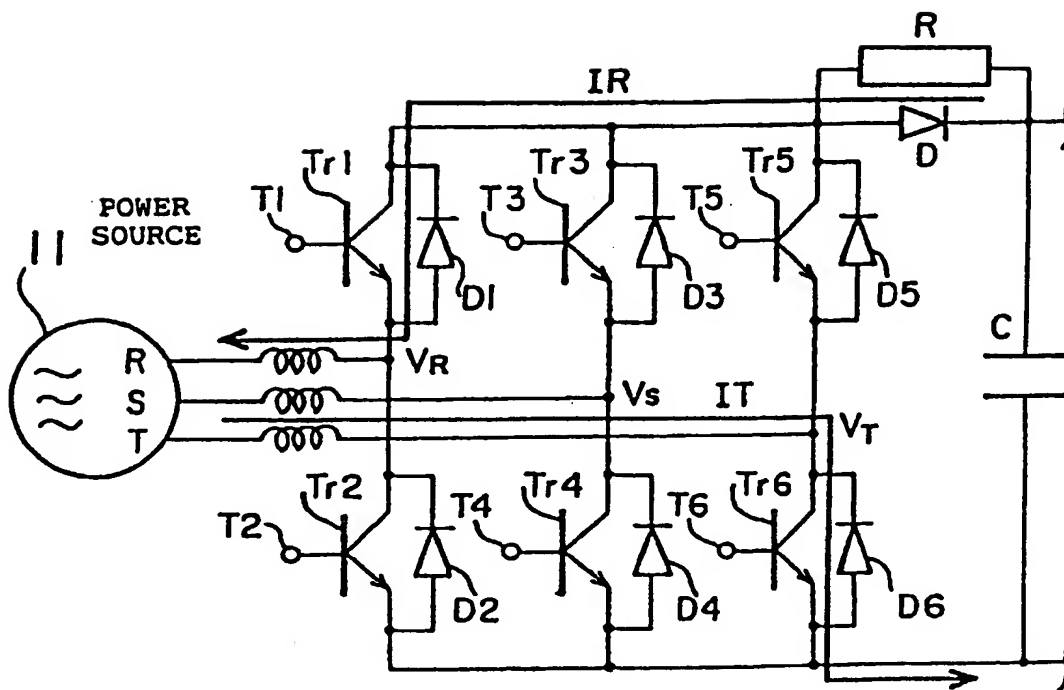 R
IR
D
Tr1
Tr3
Tr5
T1
T3
T5
POWER
SOURCE
11
D1
D3
D5
C
R
VR
S
Vs
IT
T
VT
Tr2
Tr4
Tr6
T2
T4
T6
D2
D4
D6